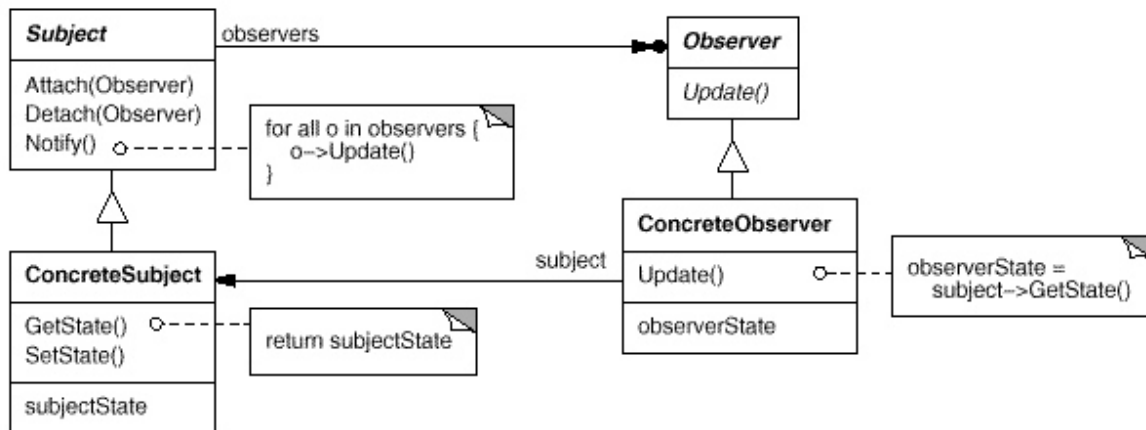 Subject
observers
Observer
Attach(Observer)
Detach(Observer)
Notify()
for all o in observers {
o->Update()
}
Update()
ConcreteSubject
GetState()
SetState()
subjectState
return subjectState
subject
ConcreteObserver
Update()
observerState
observerState =
subject->GetState()